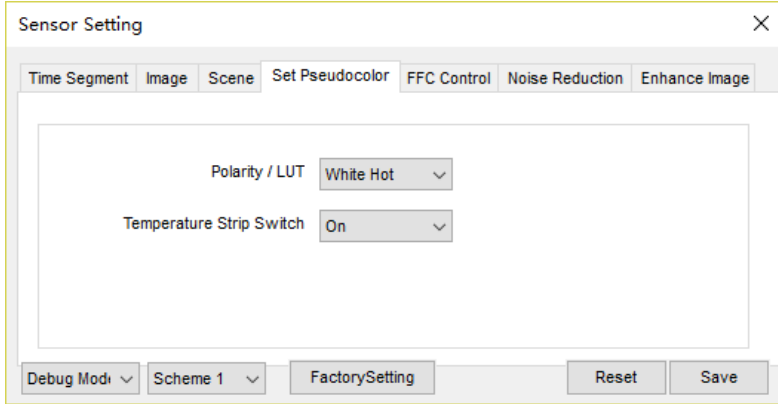 Sensor Setting
Time Segment Image Scene Set Pseudocolor FFC Control Noise Reduction Enhance Image
Polarity / LUT White Hot
Temperature Strip Switch On
Debug Mod Scheme 1 FactorySetting Reset Save